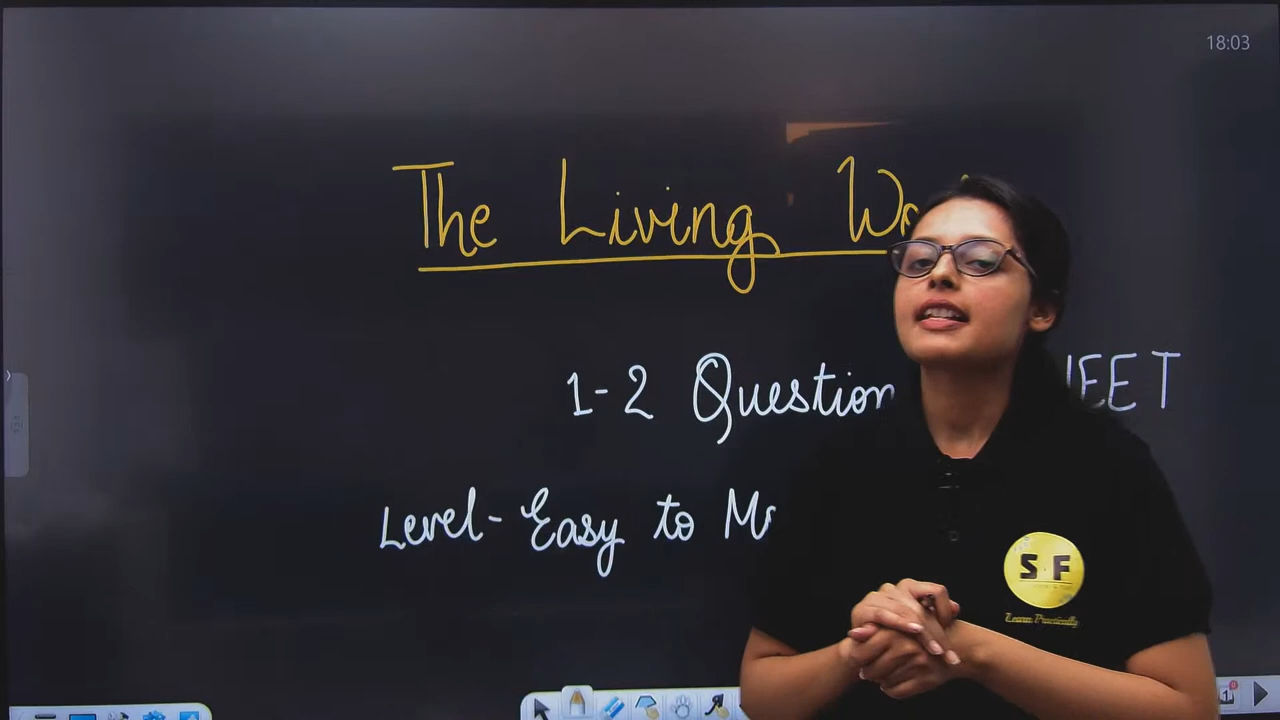 18:03
The Living
1-2 Question
Level- Easy to
S F
Learn Practically